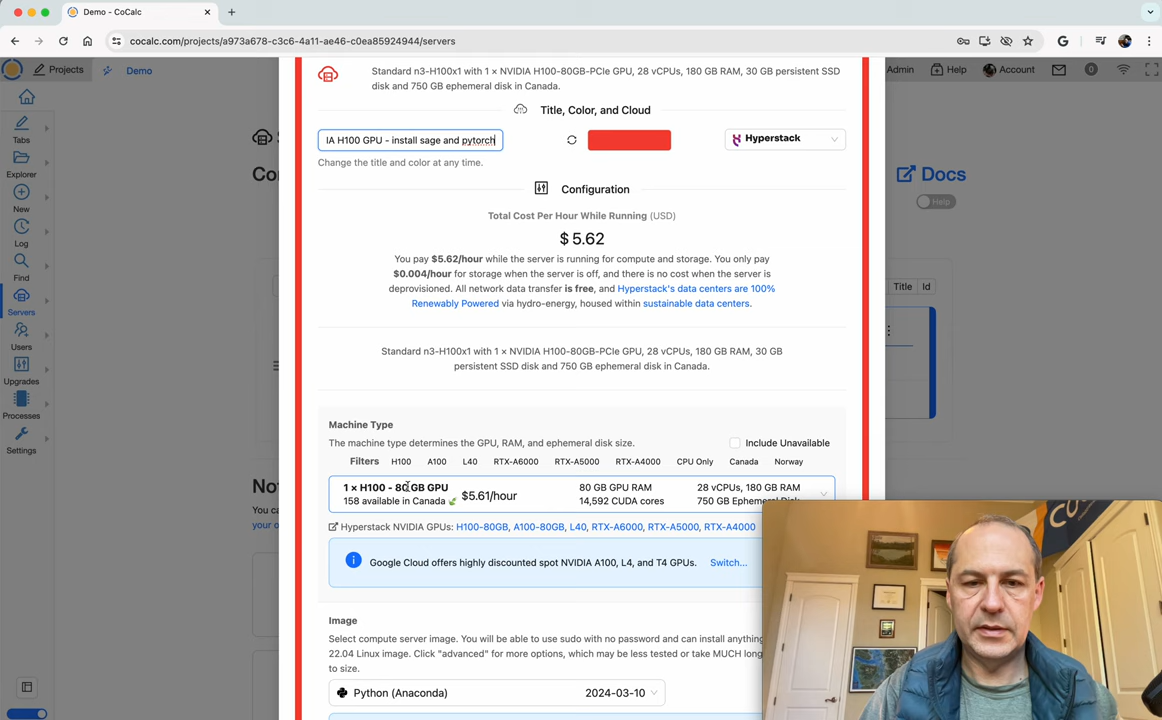 Demo - CoCalc
cocalc.com/projects/a973a678-c3c6-4a11-ae46-c0ea85924944/servers
Projects
Demo
Admin
Help
Account
0
Tabs
Explorer
New
Log
Find
Servers
Users
Upgrades
Processes
Settings
S
Co
Docs
Help
Title
Id
Not
You ca
your o
Standard n3-H100x1 with 1 × NVIDIA H100-80GB-PCIe GPU, 28 vCPUs, 180 GB RAM, 30 GB persistent SSD
disk and 750 GB ephemeral disk in Canada.
Title, Color, and Cloud
IA H100 GPU - install sage and pytorch
Hyperstack
Change the title and color at any time.
Configuration
Total Cost Per Hour While Running (USD)
$ 5.62
You pay $5.62/hour while the server is running for compute and storage. You only pay
$0.004/hour for storage when the server is off, and there is no cost when the server is
deprovisioned. All network data transfer is free, and Hyperstack's data centers are 100%
Renewably Powered via hydro-energy, housed within sustainable data centers.
Standard n3-H100x1 with 1 × NVIDIA H100-80GB-PCIe GPU, 28 vCPUs, 180 GB RAM, 30 GB
persistent SSD disk and 750 GB ephemeral disk in Canada.
Machine Type
The machine type determines the GPU, RAM, and ephemeral disk size.
Include Unavailable
Filters H100 A100 L40 RTX-A6000 RTX-A5000 RTX-A4000 CPU Only Canada Norway
1 × H100 - 80 GB GPU
158 available in Canada
$5.61/hour
80 GB GPU RAM
14,592 CUDA cores
28 vCPUs, 180 GB RAM
750 GB Ephemeral Disk
Hyperstack NVIDIA GPUs: H100-80GB, A100-80GB, L40, RTX-A6000, RTX-A5000, RTX-A4000
Google Cloud offers highly discounted spot NVIDIA A100, L4, and T4 GPUs. Switch...
Image
Select compute server image. You will be able to use sudo with no password and can install anything
22.04 Linux image. Click "advanced" for more options, which may be less tested or take MUCH long
to size.
Python (Anaconda)
2024-03-10